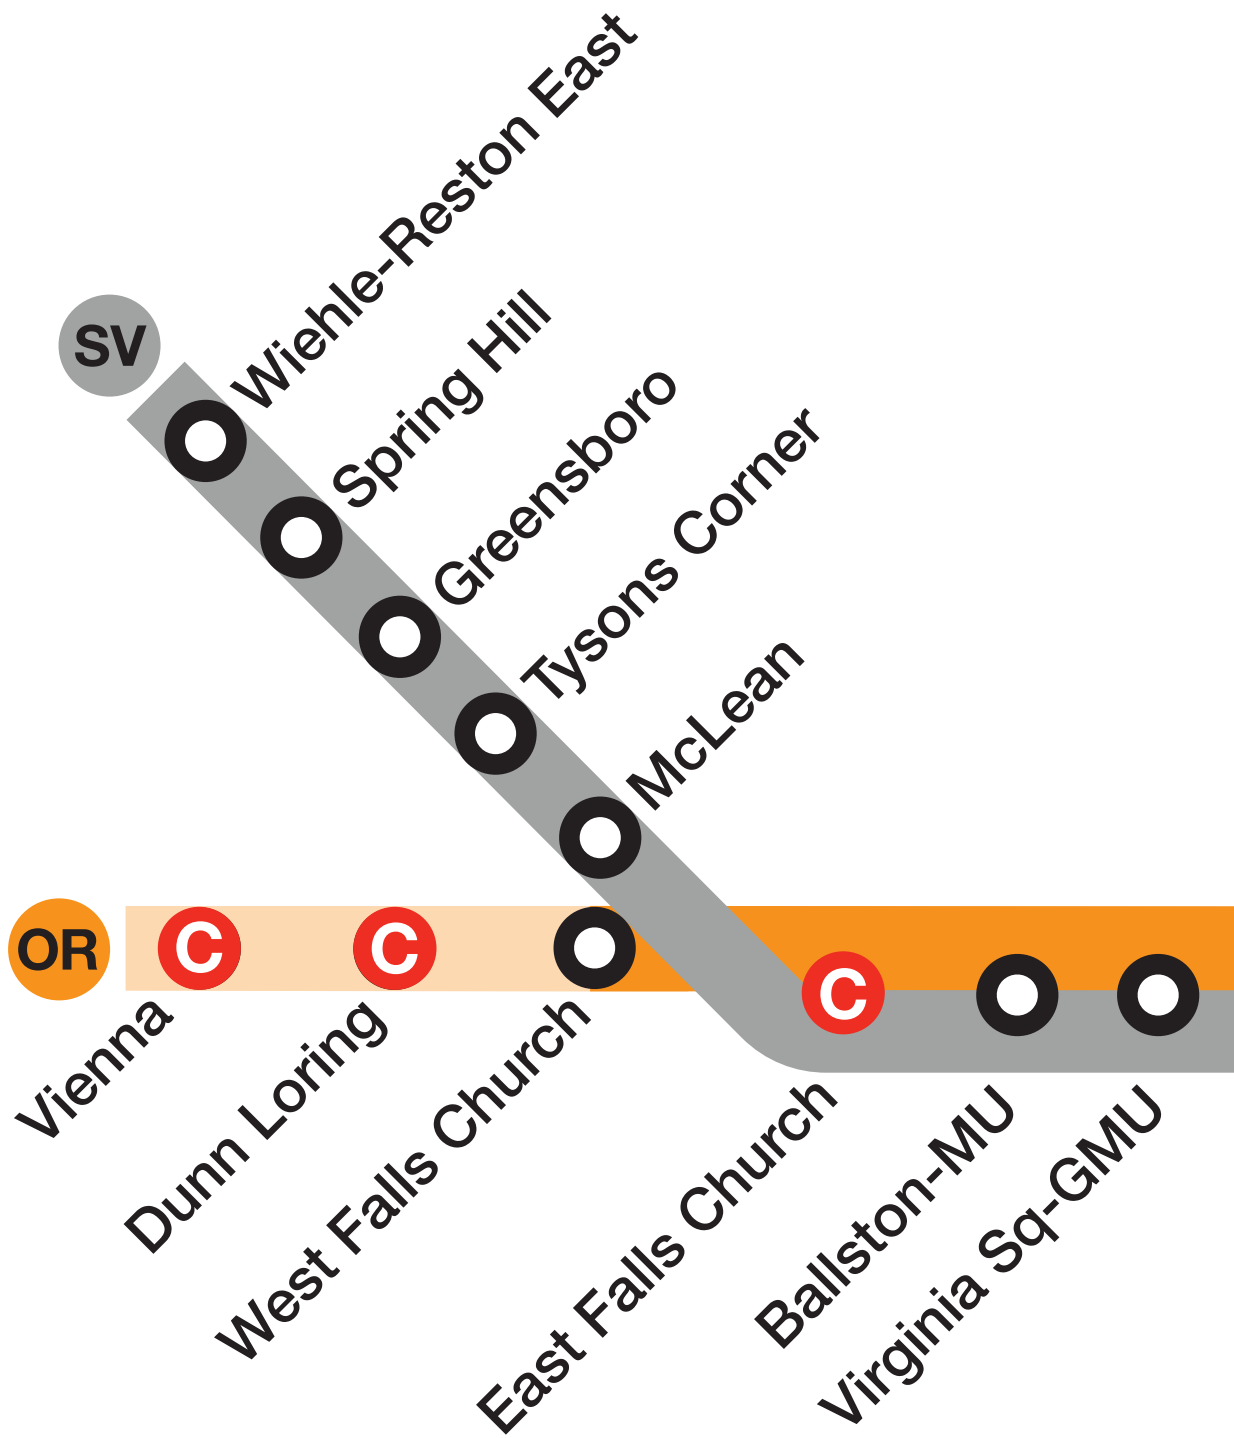 SV
Wiehle-Reston East
Spring Hill
Greensboro
Tysons Corner
McLean
OR
C
C
C
Vienna
Dunn Loring
West Falls Church
East Falls Church
Ballston-MU
Virginia Sq-GMU